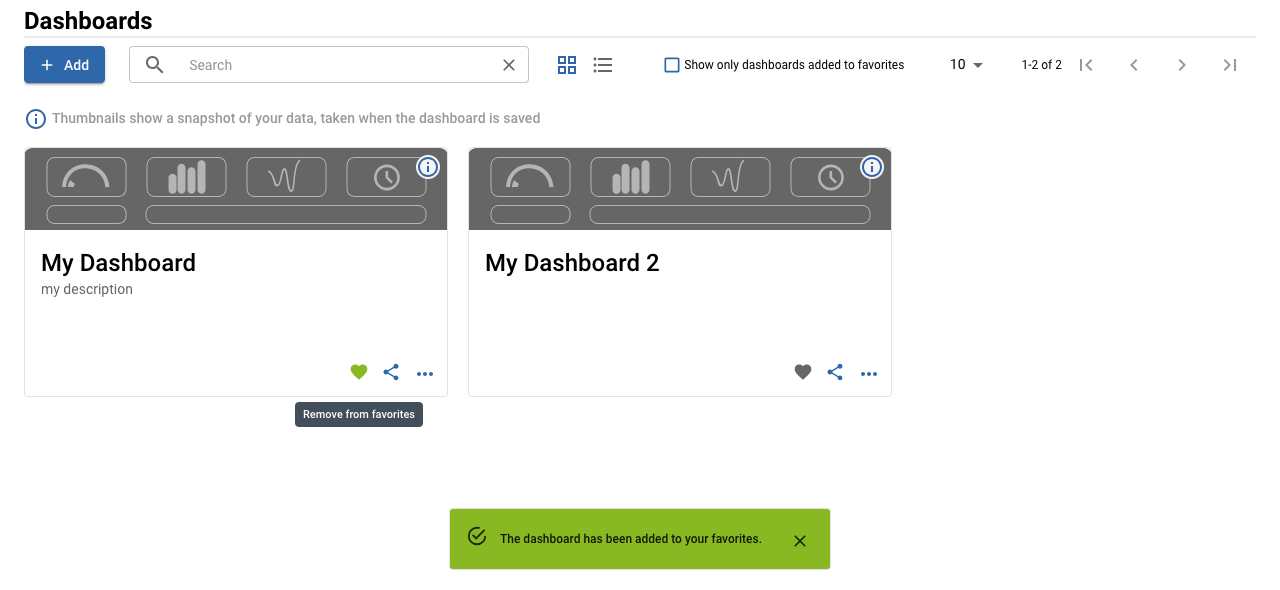 Dashboards
Add
Search
Show only dashboards added to favorites
10
1-2 of 2
Thumbnails show a snapshot of your data, taken when the dashboard is saved
My Dashboard
my description
My Dashboard 2
Remove from favorites
The dashboard has been added to your favorites.